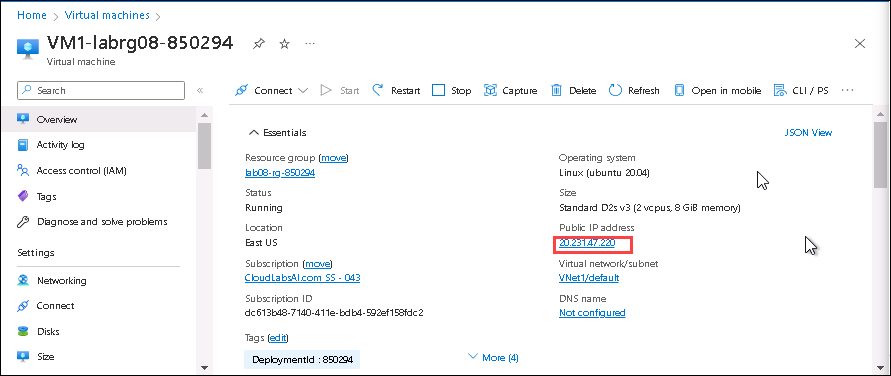 Home > Virtual machines >
VM1-labrg08-850294
Virtual machine
Search
Connect Start Restart Stop Capture Delete Refresh Open in mobile CLI / PS
Overview
Activity log
Access control (IAM)
Tags
Diagnose and solve problems
Settings
Networking
Connect
Disks
Size
Essentials
JSON View
Resource group (move)
lab08-rg-850294
Status
Running
Location
East US
Subscription (move)
CloudLabsAI.com SS - 043
Subscription ID
dc613b48-7140-411e-bdb4-592ef158fdc2
Tags (edit)
DeploymentId : 850294
More (4)
Operating system
Linux (ubuntu 20.04)
Size
Standard D2s v3 (2 vcpus, 8 GiB memory)
Public IP address
20.231.47.220
Virtual network/subnet
VNet1/default
DNS name
Not configured